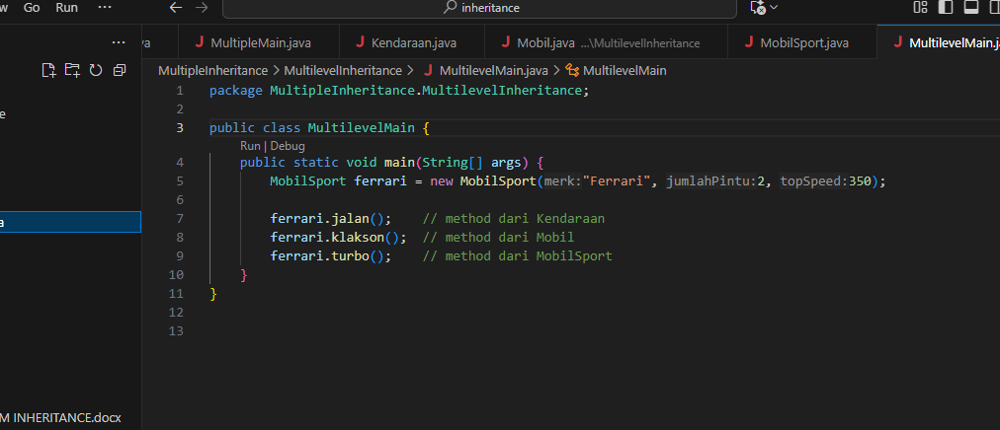 w Go Run ··· ← → inheritance
va MultipleMain.java Kendaraan.java Mobil.java ...\MultilevelInheritance MobilSport.java MultilevelMain.ja
···
MultipleInheritance > MultilevelInheritance > MultilevelMain.java > MultilevelMain
1 package MultipleInheritance.MultilevelInheritance;
2
3 public class MultilevelMain {
Run | Debug
4 public static void main(String[] args) {
5 MobilSport ferrari = new MobilSport(merk:"Ferrari", jumlahPintu:2, topSpeed:350);
6
7 ferrari.jalan(); // method dari Kendaraan
8 ferrari.klakson(); // method dari Mobil
9 ferrari.turbo(); // method dari MobilSport
10 }
11 }
12
13
e
a
M INHERITANCE.docx